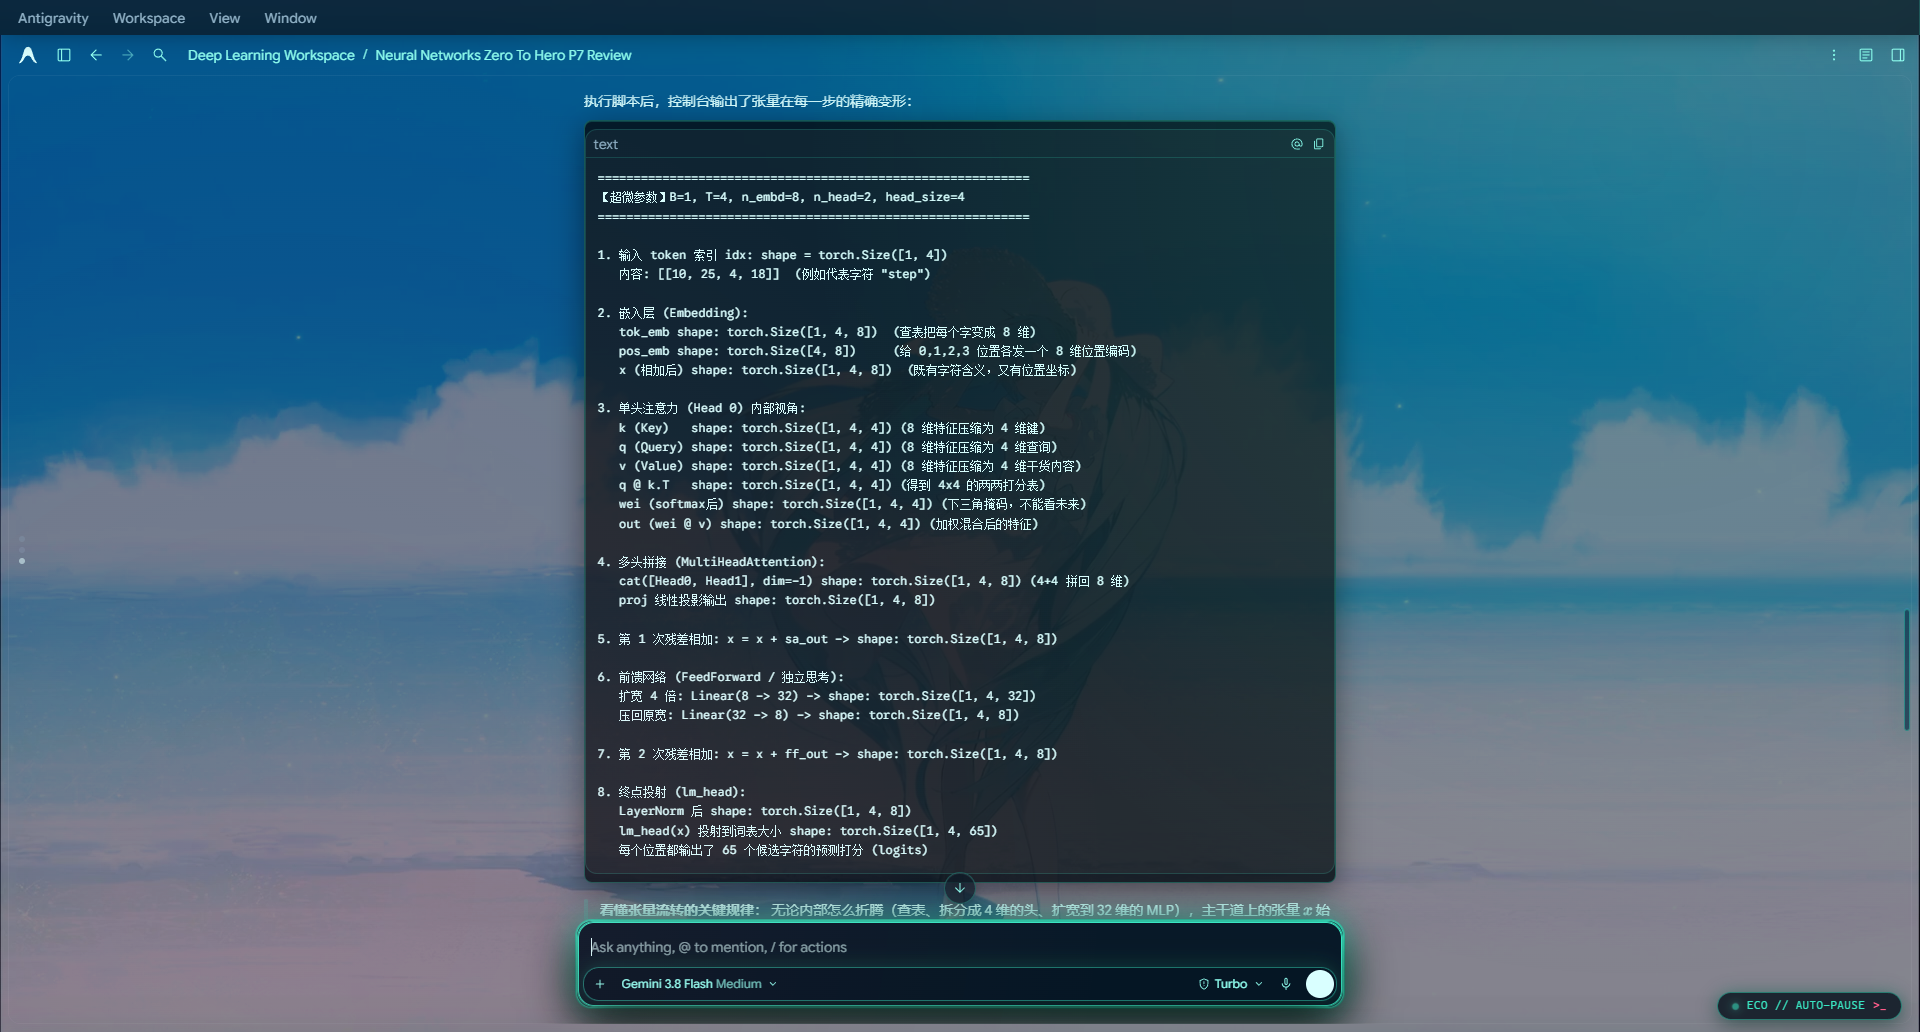 Antigravity Workspace View Window
Deep Learning Workspace / Neural Networks Zero To Hero P7 Review
执行脚本后，控制台输出了张量在每一步的精确变形：
text
============================================================
【超微参数】B=1, T=4, n_embd=8, n_head=2, head_size=4
============================================================
1. 输入 token 索引 idx: shape = torch.Size([1, 4])
内容: [[10, 25, 4, 18]] (例如代表字符 "step")
2. 嵌入层 (Embedding):
tok_emb shape: torch.Size([1, 4, 8]) (查表把每个字变成 8 维)
pos_emb shape: torch.Size([4, 8]) (给 0,1,2,3 位置各发一个 8 维位置编码)
x (相加后) shape: torch.Size([1, 4, 8]) (既有字符含义，又有位置坐标)
3. 单头注意力 (Head 0) 内部视角:
k (Key) shape: torch.Size([1, 4, 4]) (8 维特征压缩为 4 维键)
q (Query) shape: torch.Size([1, 4, 4]) (8 维特征压缩为 4 维查询)
v (Value) shape: torch.Size([1, 4, 4]) (8 维特征压缩为 4 维干货内容)
q @ k.T shape: torch.Size([1, 4, 4]) (得到 4x4 的两两打分表)
wei (softmax后) shape: torch.Size([1, 4, 4]) (下三角掩码，不能看未来)
out (wei @ v) shape: torch.Size([1, 4, 4]) (加权混合后的特征)
4. 多头拼接 (MultiHeadAttention):
cat([Head0, Head1], dim=-1) shape: torch.Size([1, 4, 8]) (4+4 拼回 8 维)
proj 线性投影输出 shape: torch.Size([1, 4, 8])
5. 第 1 次残差相加: x = x + sa_out -> shape: torch.Size([1, 4, 8])
6. 前馈网络 (FeedForward / 独立思考):
扩宽 4 倍: Linear(8 -> 32) -> shape: torch.Size([1, 4, 32])
压回原宽: Linear(32 -> 8) -> shape: torch.Size([1, 4, 8])
7. 第 2 次残差相加: x = x + ff_out -> shape: torch.Size([1, 4, 8])
8. 终点投射 (lm_head):
LayerNorm 后 shape: torch.Size([1, 4, 8])
lm_head(x) 投射到词表大小 shape: torch.Size([1, 4, 65])
每个位置都输出了 65 个候选字符的预测打分 (logits)
看懂张量流转的关键规律： 无论内部怎么折腾（查表、拆分成 4 维的头、扩宽到 32 维的 MLP），主干道上的张量 x 始
Ask anything, @ to mention, / for actions
Gemini 3.8 Flash Medium Turbo
ECO // AUTO-PAUSE >_